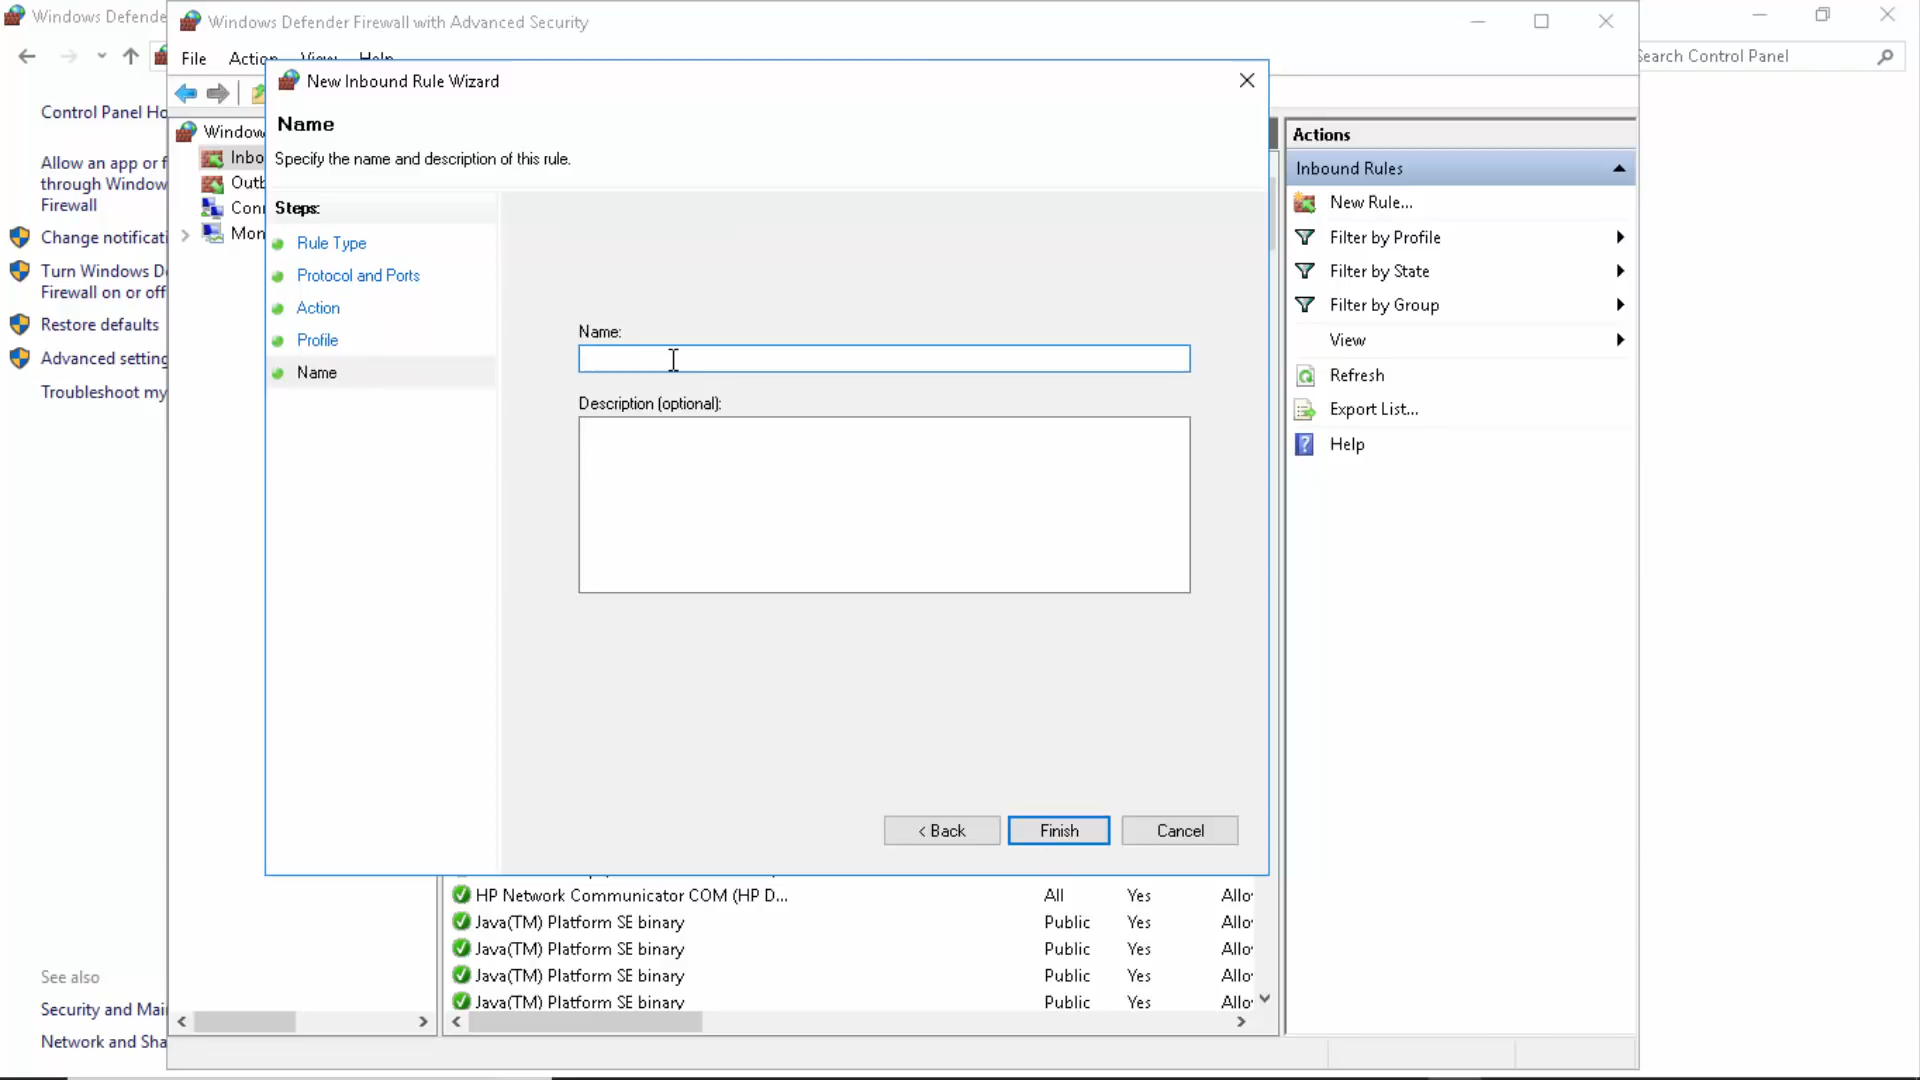 Windows Defende
Windows Defender Firewall with Advanced Security
File
Action
View
Help
Search Control Panel
Control Panel Ho
Allow an app or f
through Window
Firewall
Change notificati
Turn Windows De
Firewall on or off
Restore defaults
Advanced setting
Troubleshoot my
See also
Security and Mai
Network and Sha
Window
Inbo
Outb
Con
Mon
New Inbound Rule Wizard
Name
Specify the name and description of this rule.
Steps:
Rule Type
Protocol and Ports
Action
Profile
Name
Name:
Description (optional):
< Back
Finish
Cancel
HP Network Communicator COM (HP D... All Yes Allo
Java(TM) Platform SE binary Public Yes Allo
Java(TM) Platform SE binary Public Yes Allo
Java(TM) Platform SE binary Public Yes Allo
Java(TM) Platform SE binary Public Yes Allo
Actions
Inbound Rules
New Rule...
Filter by Profile
Filter by State
Filter by Group
View
Refresh
Export List...
Help